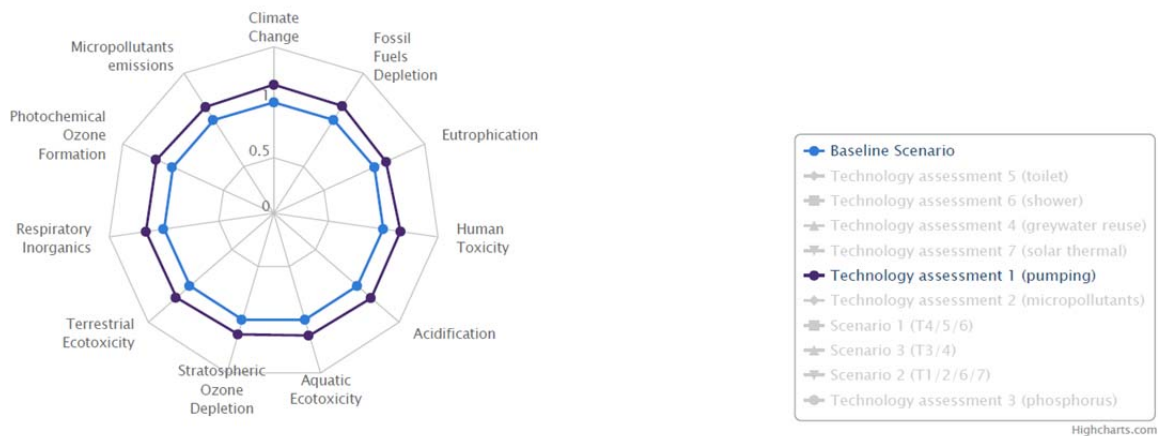 Climate
Change
Fossil
Fuels
Depletion
Eutrophication
Human
Toxicity
Acidification
Aquatic
Ecotoxicity
Stratospheric
Ozone
Depletion
Terrestrial
Ecotoxicity
Respiratory
Inorganics
Photochemical
Ozone
Formation
Micropollutants
emissions
1
0.5
0
Baseline Scenario
Technology assessment 5 (toilet)
Technology assessment 6 (shower)
Technology assessment 4 (greywater reuse)
Technology assessment 7 (solar thermal)
Technology assessment 1 (pumping)
Technology assessment 2 (micropollutants)
Scenario 1 (T4/5/6)
Scenario 3 (T3/4)
Scenario 2 (T1/2/6/7)
Technology assessment 3 (phosphorus)
Highcharts.com